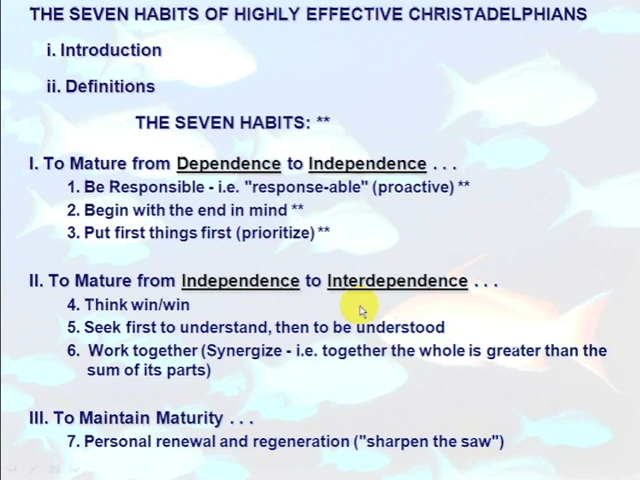 THE SEVEN HABITS OF HIGHLY EFFECTIVE CHRISTADELPHIANS
i. Introduction
ii. Definitions
THE SEVEN HABITS: **
I. To Mature from Dependence to Independence . . .
1. Be Responsible - i.e. "response-able" (proactive) **
2. Begin with the end in mind **
3. Put first things first (prioritize) **
II. To Mature from Independence to Interdependence . . .
4. Think win/win
5. Seek first to understand, then to be understood
6. Work together (Synergize - i.e. together the whole is greater than the
sum of its parts)
III. To Maintain Maturity . . .
7. Personal renewal and regeneration ("sharpen the saw")